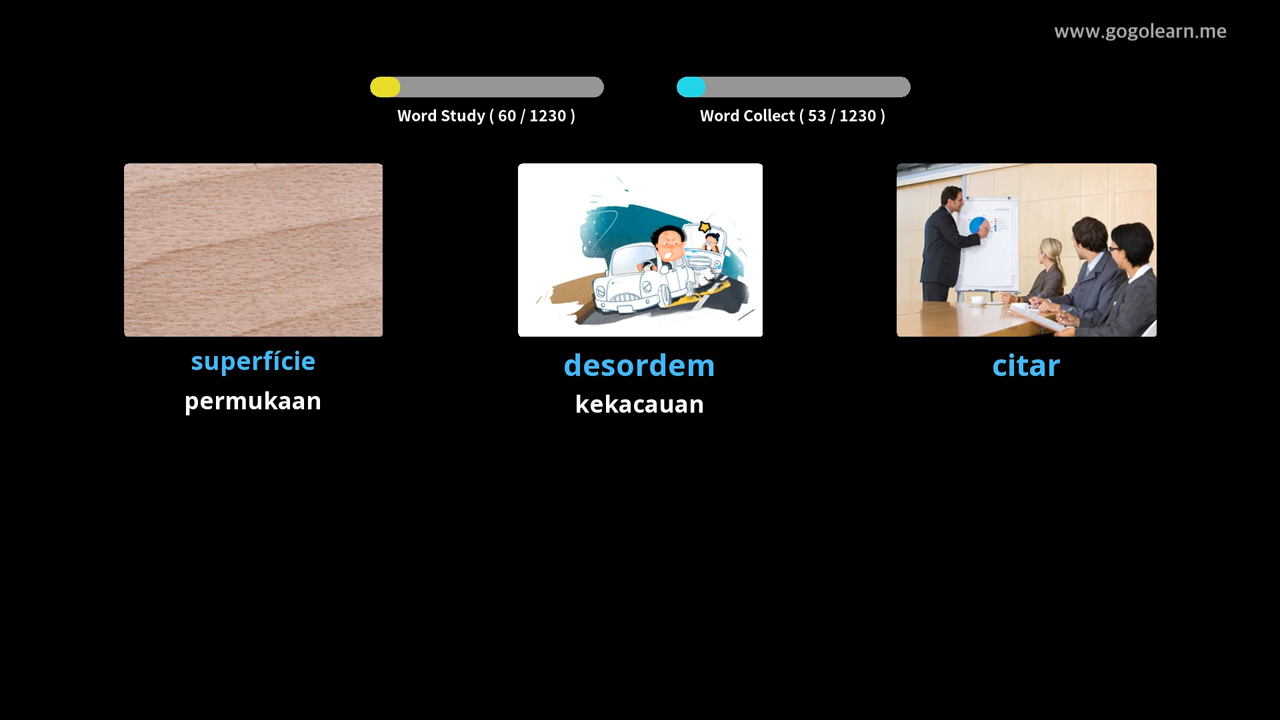 www.gogolearn.me
Word Study ( 60 / 1230 )
Word Collect ( 53 / 1230 )
superfície
desordem
citar
permukaan
kekacauan